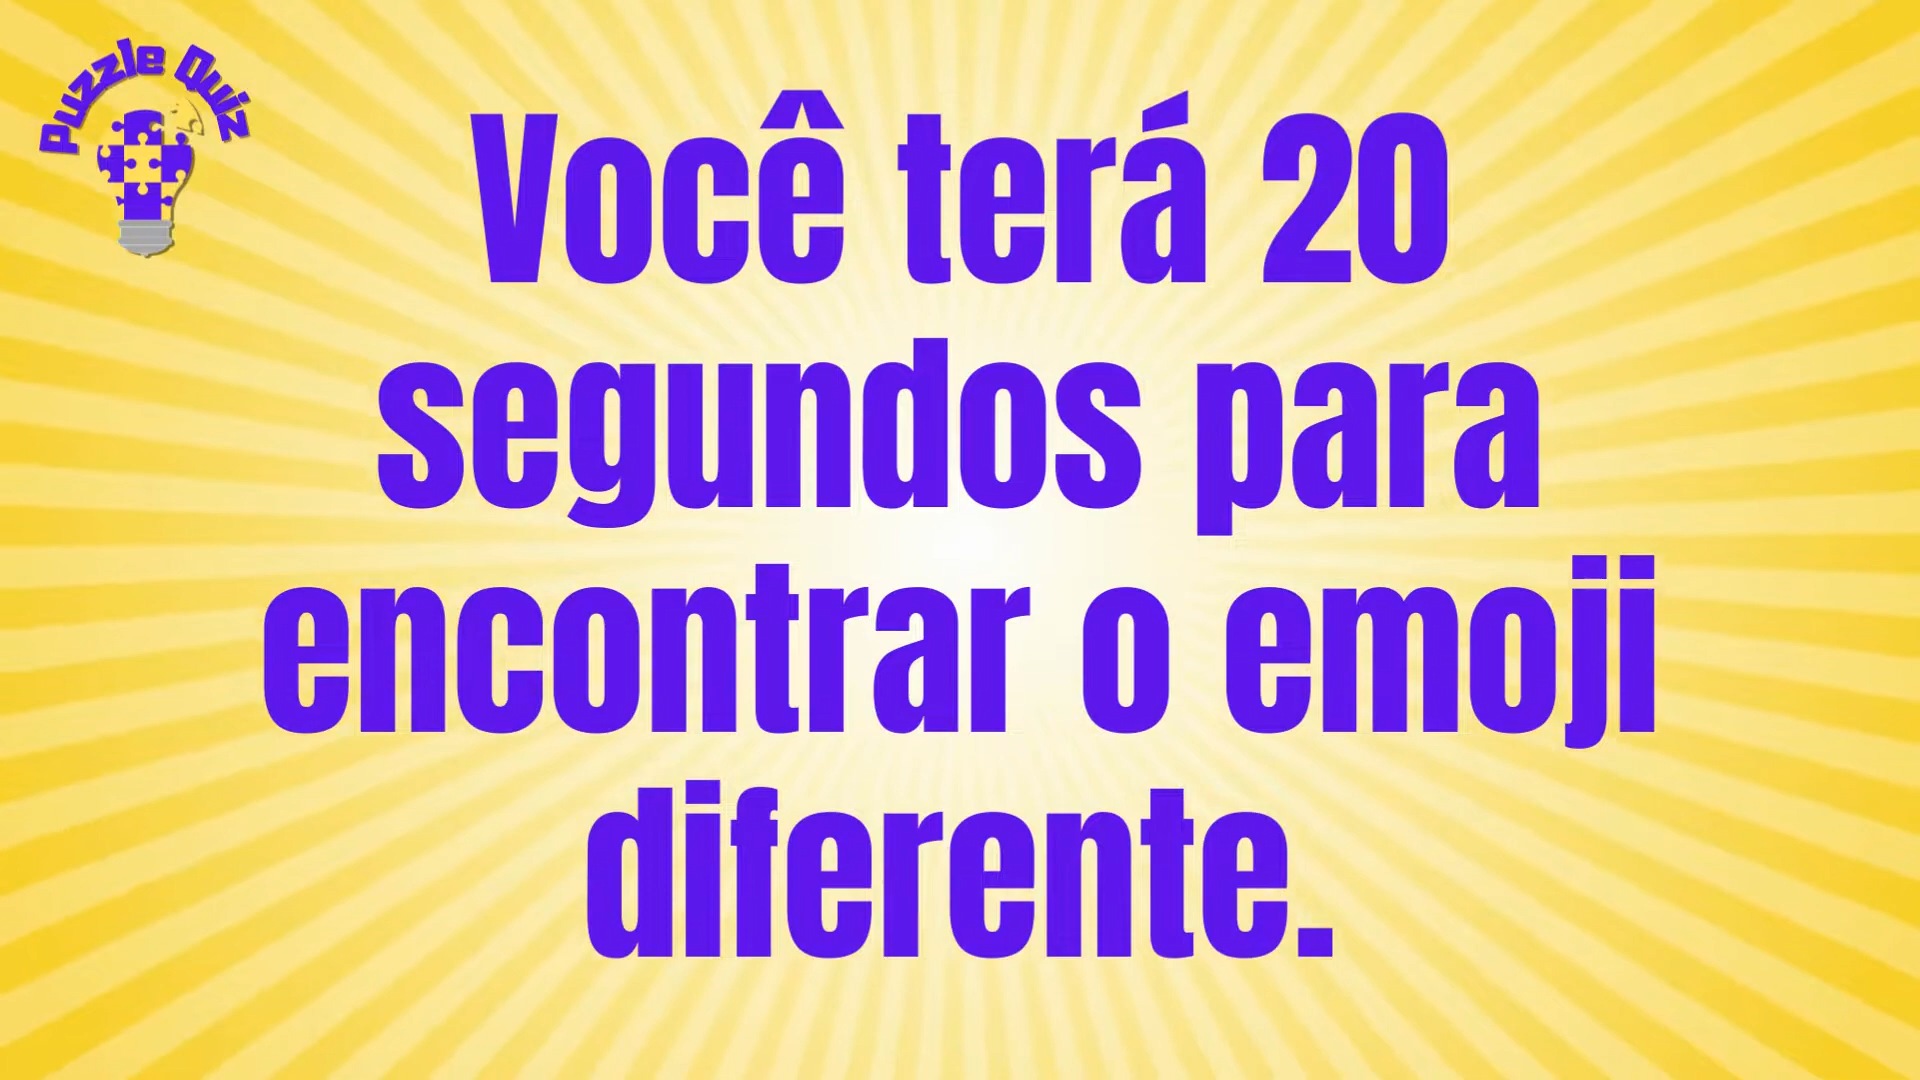 Puzzle Quiz
Você terá 20
segundos para
encontrar o emoji
diferente.